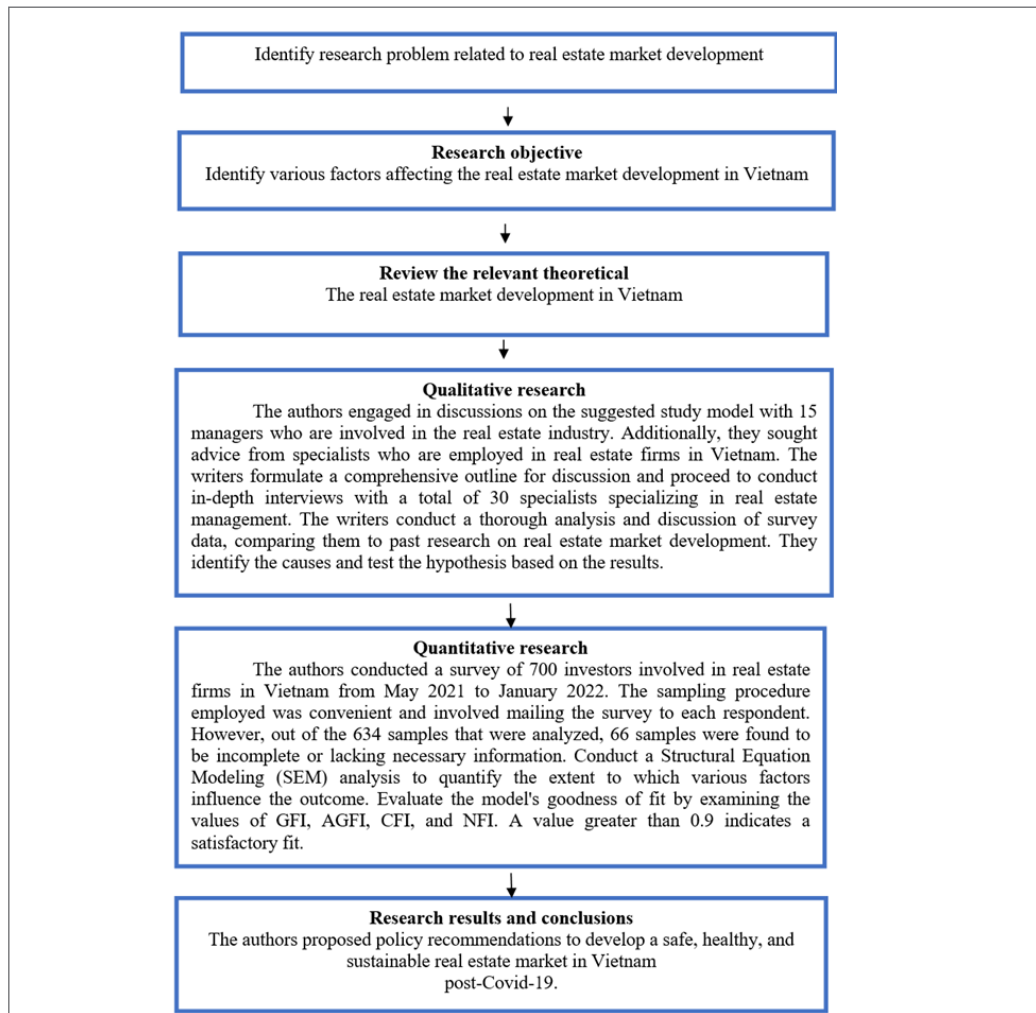 Identify research problem related to real estate market development
Research objective
Identify various factors affecting the real estate market development in Vietnam
Review the relevant theoretical
The real estate market development in Vietnam
Qualitative research
The authors engaged in discussions on the suggested study model with 15
managers who are involved in the real estate industry. Additionally, they sought
advice from specialists who are employed in real estate firms in Vietnam. The
writers formulate a comprehensive outline for discussion and proceed to conduct
in-depth interviews with a total of 30 specialists specializing in real estate
management. The writers conduct a thorough analysis and discussion of survey
data, comparing them to past research on real estate market development. They
identify the causes and test the hypothesis based on the results.
Quantitative research
The authors conducted a survey of 700 investors involved in real estate
firms in Vietnam from May 2021 to January 2022. The sampling procedure
employed was convenient and involved mailing the survey to each respondent.
However, out of the 634 samples that were analyzed, 66 samples were found to
be incomplete or lacking necessary information. Conduct a Structural Equation
Modeling (SEM) analysis to quantify the extent to which various factors
influence the outcome. Evaluate the model's goodness of fit by examining the
values of GFI, AGFI, CFI, and NFI. A value greater than 0.9 indicates a
satisfactory fit.
Research results and conclusions
The authors proposed policy recommendations to develop a safe, healthy, and
sustainable real estate market in Vietnam
post-Covid-19.